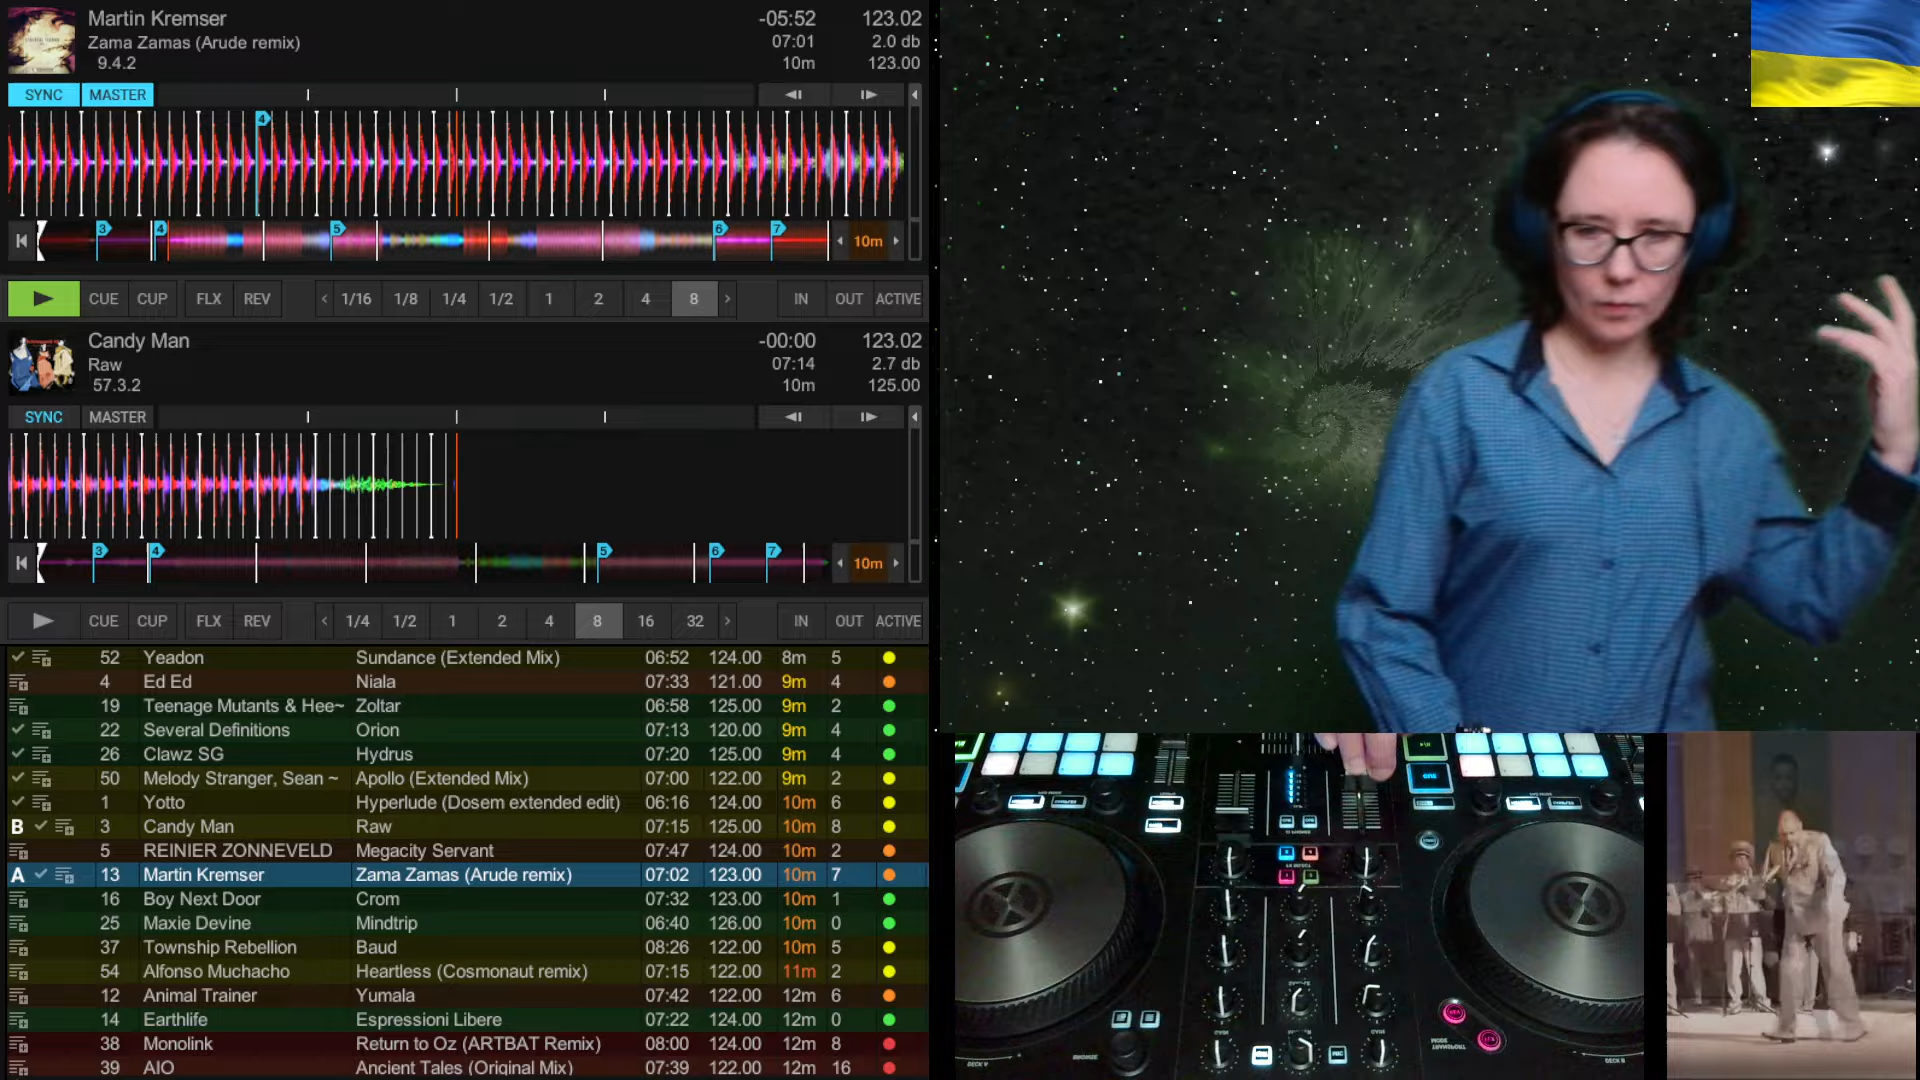 Martin Kremser -05:52 123.02
Zama Zamas (Arude remix) 07:01 2.0 db
9.4.2 10m 123.00
SYNC MASTER
4
3 4 5 6 7 10m
CUE CUP FLX REV 1/16 1/8 1/4 1/2 1 2 4 8 IN OUT ACTIVE
Candy Man -00:00 123.02
Raw 07:14 2.7 db
57.3.2 10m 125.00
SYNC MASTER
3 4 5 6 7 10m
CUE CUP FLX REV 1/4 1/2 1 2 4 8 16 32 IN OUT ACTIVE
52 Yeadon Sundance (Extended Mix) 06:52 124.00 8m 5
4 Ed Ed Niala 07:33 121.00 9m 4
19 Teenage Mutants & Hee~ Zoltar 06:58 125.00 9m 2
22 Several Definitions Orion 07:13 120.00 9m 4
26 Clawz SG Hydrus 07:20 125.00 9m 4
50 Melody Stranger, Sean ~ Apollo (Extended Mix) 07:00 122.00 9m 2
1 Yotto Hyperlude (Dosem extended edit) 06:16 124.00 10m 6
B 3 Candy Man Raw 07:15 125.00 10m 8
5 REINIER ZONNEVELD Megacity Servant 07:47 124.00 10m 2
A 13 Martin Kremser Zama Zamas (Arude remix) 07:02 123.00 10m 7
16 Boy Next Door Crom 07:32 123.00 10m 1
25 Maxie Devine Mindtrip 06:40 126.00 10m 0
37 Township Rebellion Baud 08:26 122.00 10m 5
54 Alfonso Muchacho Heartless (Cosmonaut remix) 07:15 122.00 11m 2
12 Animal Trainer Yumala 07:42 122.00 12m 6
14 Earthlife Espressioni Libere 07:22 124.00 12m 0
38 Monolink Return to Oz (ARTBAT Remix) 08:00 124.00 12m 8
39 AIO Ancient Tales (Original Mix) 07:39 122.00 12m 16